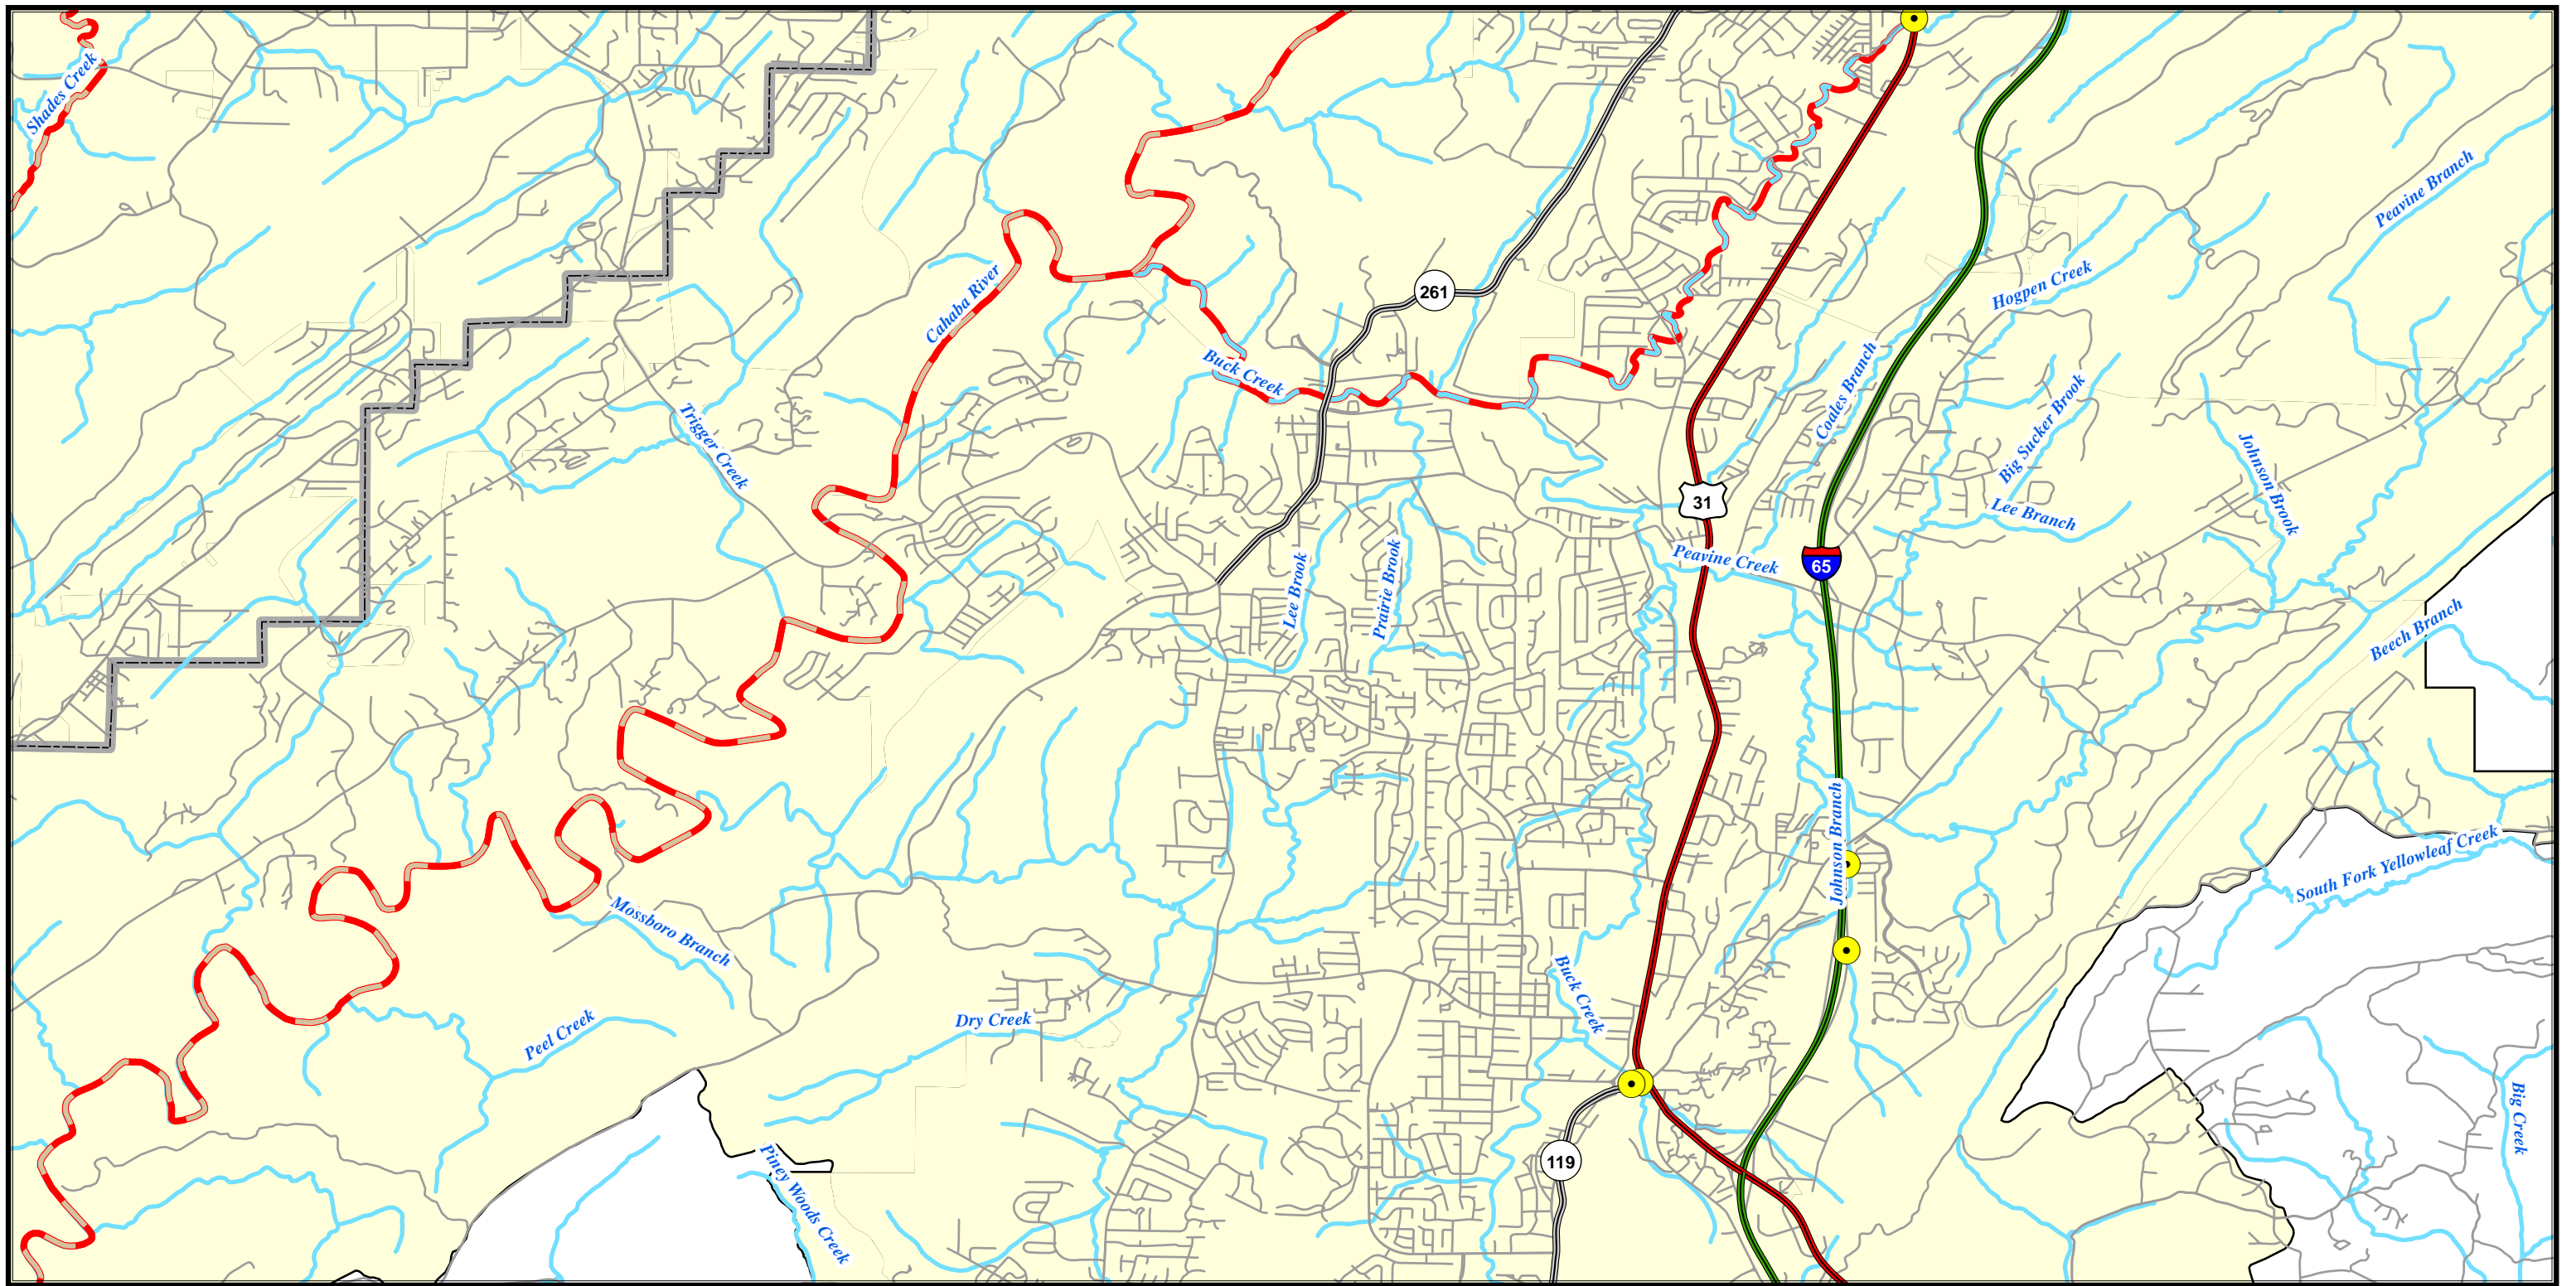 Shades Creek
Peavine Branch
Hogpen Creek
Cahaba River
261
Buck Creek
Coales Branch
Big Sucker Brook
Trigger Creek
Johnson Brook
31
Lee Branch
Peavine Creek
65
Lee Brook
Prairie Brook
Beech Branch
Johnson Branch
South Fork Yellowleaf Creek
Mossboro Branch
Buck Creek
Peel Creek
Dry Creek
Big Creek
119
Piney Woods Creek